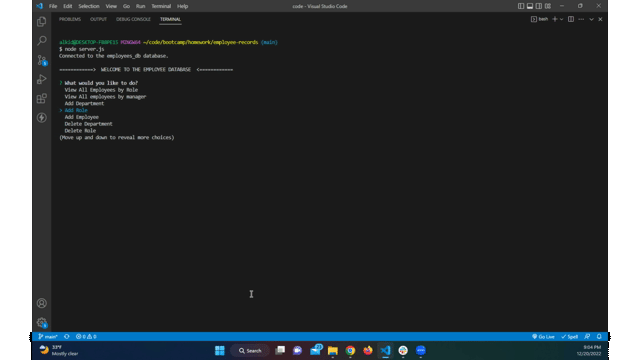 File Edit Selection View Go Run Terminal Help
code - Visual Studio Code
PROBLEMS OUTPUT DEBUG CONSOLE TERMINAL
bash
MINGW64 ~/code/bootcamp/homework/employee-records (main)
$ node server.js
Connected to the employees_db database.
============> WELCOME TO THE EMPLOYEE DATABASE <============
? What would you like to do?
View All Employees by Role
View All employees by manager
Add Department
> Add Role
Add Employee
Delete Department
Delete Role
(Move up and down to reveal more choices)
main*
0 0
Go Live
Spell
33°F
Mostly clear
Search
9:04 PM
12/20/2022